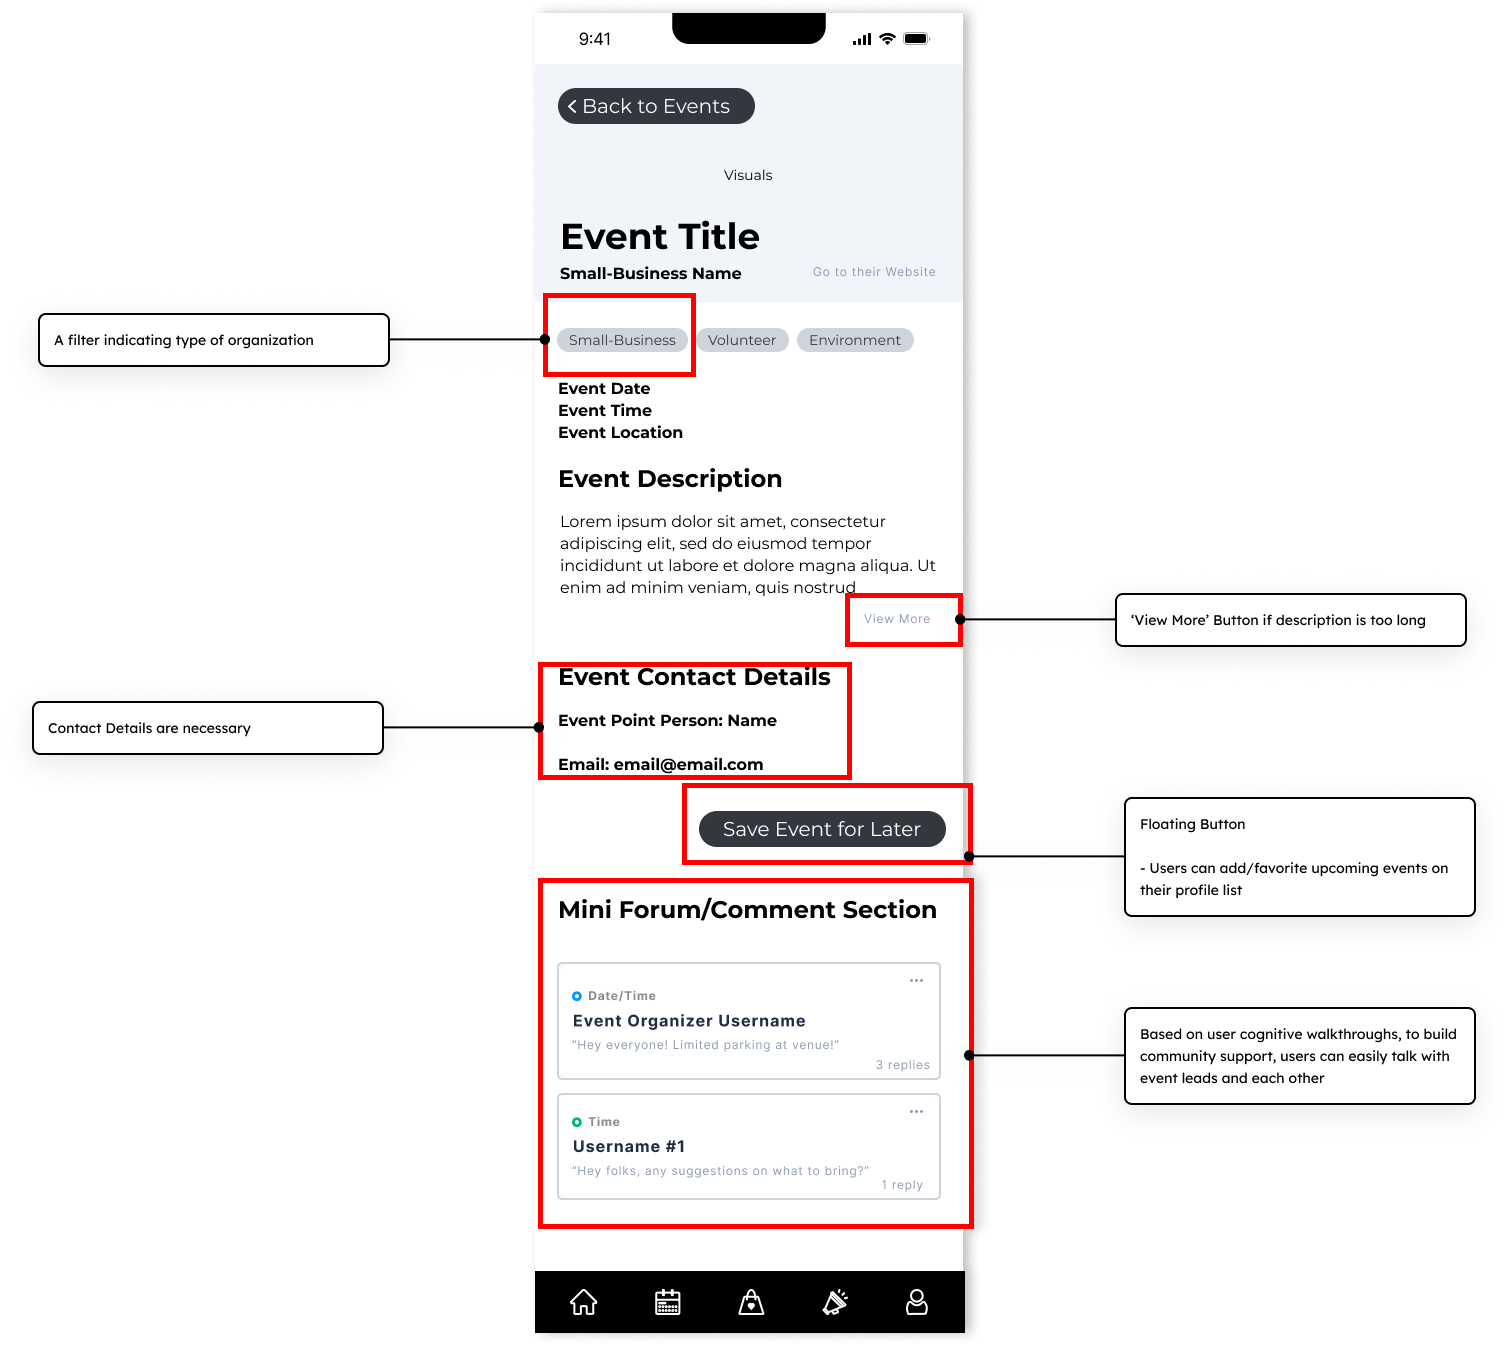 9:41
Back to Events
Visuals
Event Title
Small-Business Name
Go to their Website
A filter indicating type of organization
Small-Business
Volunteer
Environment
Event Date
Event Time
Event Location
Event Description
Lorem ipsum dolor sit amet, consectetur
adipiscing elit, sed do eiusmod tempor
incididunt ut labore et dolore magna aliqua. Ut
enim ad minim veniam, quis nostrud
View More
‘View More’ Button if description is too long
Event Contact Details
Event Point Person: Name
Email: email@email.com
Contact Details are necessary
Save Event for Later
Floating Button
- Users can add/favorite upcoming events on
their profile list
Mini Forum/Comment Section
Date/Time
Event Organizer Username
“Hey everyone! Limited parking at venue!”
3 replies
Time
Username #1
“Hey folks, any suggestions on what to bring?”
1 reply
Based on user cognitive walkthroughs, to build
community support, users can easily talk with
event leads and each other